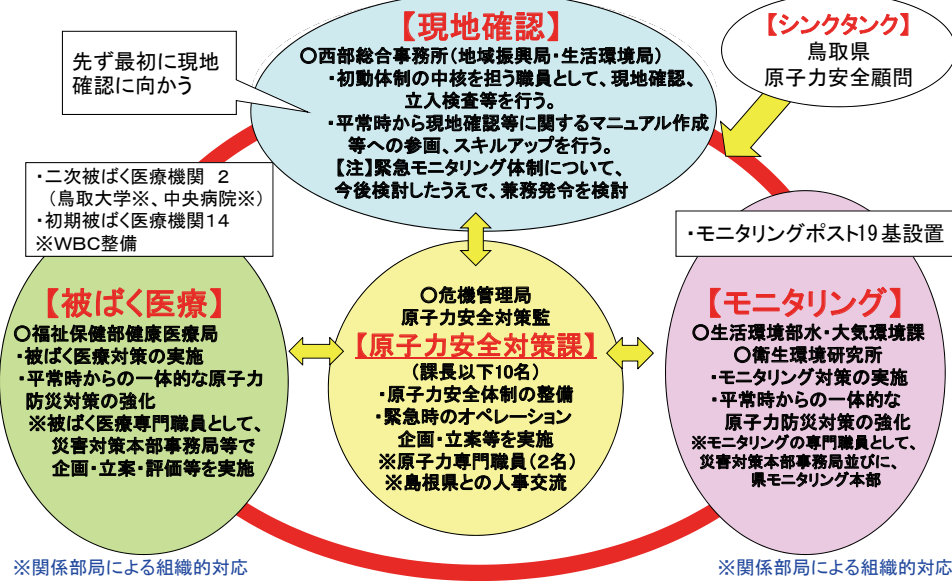 【現地確認】
○西部総合事務所(地域振興局・生活環境局)
・初動体制の中核を担う職員として、現地確認、
立入検査等を行う。
・平常時から現地確認等に関するマニュアル作成
等への参画、スキルアップを行う。
【注】緊急モニタリング体制について、
今後検討したうえで、兼務発令を検討
先ず最初に現地
確認に向かう
【シンクタンク】
鳥取県
原子力安全顧問
・二次被ばく医療機関 2
(鳥取大学※、中央病院※)
・初期被ばく医療機関14
※WBC整備
【被ばく医療】
○福祉保健部健康医療局
・被ばく医療対策の実施
・平常時からの一体的な原子力
防災対策の強化
※被ばく医療専門職員として、
災害対策本部事務局等で
企画・立案・評価等を実施
○危機管理局
原子力安全対策監
【原子力安全対策課】
(課長以下10名)
・原子力安全体制の整備
・緊急時のオペレーション
企画・立案等を実施
※原子力専門職員(2名)
※島根県との人事交流
・モニタリングポスト19基設置
【モニタリング】
○生活環境部水・大気環境課
○衛生環境研究所
・モニタリング対策の実施
・平常時からの一体的な
原子力防災対策の強化
※モニタリングの専門職員として、
災害対策本部事務局並びに、
県モニタリング本部
※関係部局による組織的対応
※関係部局による組織的対応